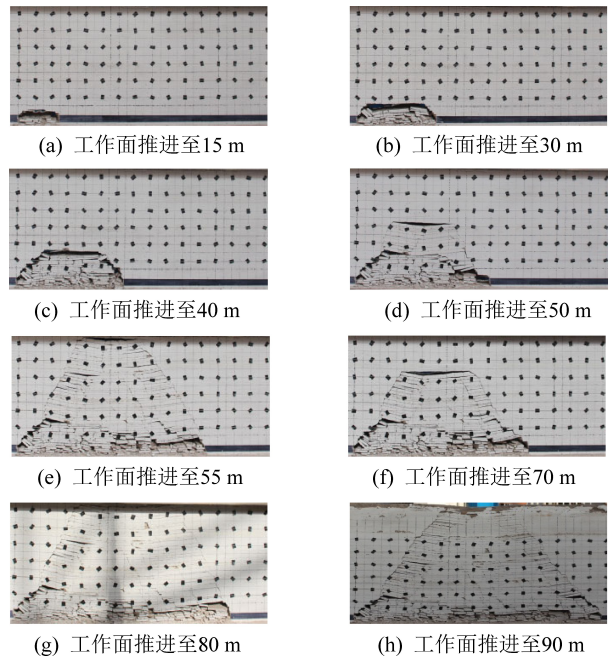 (a) 工作面推进至15 m
(b) 工作面推进至30 m
(c) 工作面推进至40 m
(d) 工作面推进至50 m
(e) 工作面推进至55 m
(f) 工作面推进至70 m
(g) 工作面推进至80 m
(h) 工作面推进至90 m